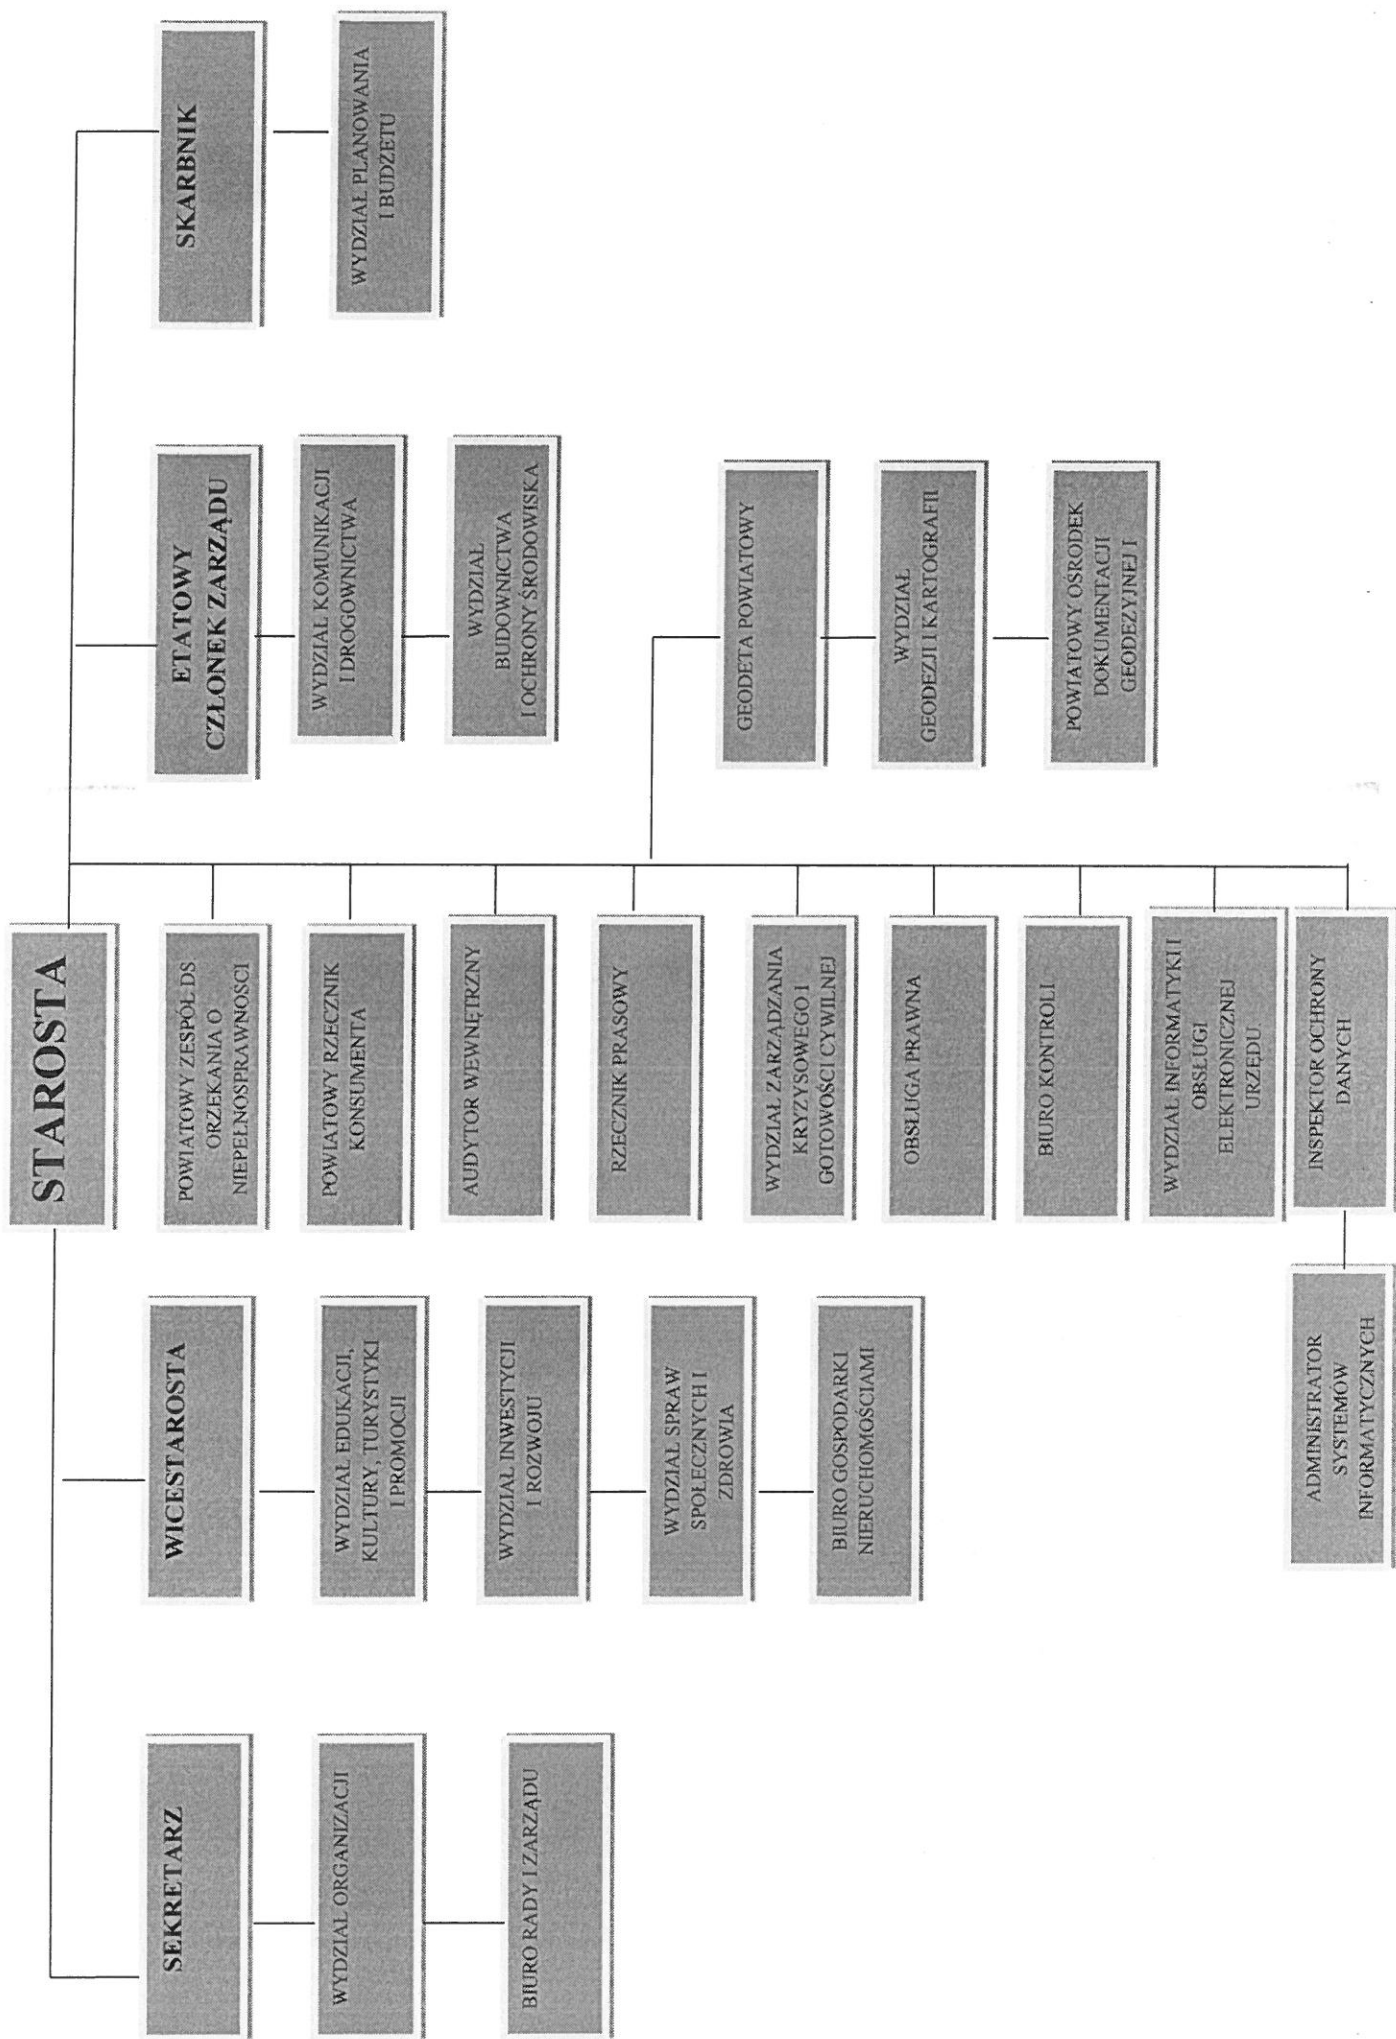 STAROSTA
SEKRETARZ
WYDZIAŁ ORGANIZACJI
BIURO RADY I ZARZĄDU
WICESTAROSTA
WYDZIAŁ EDUKACJI,
KULTURY, TURYSTYKI
I PROMOCJI
WYDZIAŁ INWESTYCJI
I ROZWOJU
WYDZIAŁ SPRAW
SPOŁECZNYCH I
ZDROWIA
BIURO GOSPODARKI
NIERUCHOMOŚCIAMI
POWIATOWY ZESPÓŁ DS
ORZEKANIA O
NIEPEŁNOSPRAWNOŚCI
POWIATOWY RZECZNIK
KONSUMENTA
AUDYTOR WEWNĘTRZNY
RZECZNIK PRASOWY
WYDZIAŁ ZARZĄDZANIA
KRYZYSOWEGO I
GOTOWOŚCI CYWILNEJ
OBSŁUGA PRAWNA
BIURO KONTROLI
WYDZIAŁ INFORMATYKI I
OBSŁUGI
ELEKTRONICZNEJ
URZĘDU
INSPEKTOR OCHRONY
DANYCH
ADMINISTRATOR
SYSTEMÓW
INFORMATYCZNYCH
ETATOWY
CZŁONEK ZARZĄDU
WYDZIAŁ KOMUNIKACJI
I DROGOWNICTWA
WYDZIAŁ
BUDOWNICTWA
I OCHRONY ŚRODOWISKA
GEODETA POWIATOWY
WYDZIAŁ
GEODEZJI I KARTOGRAFII
POWIATOWY OŚRODEK
DOKUMENTACJI
GEODEZYJNEJ I
SKARBNIK
WYDZIAŁ PLANOWANIA
I BUDŻETU